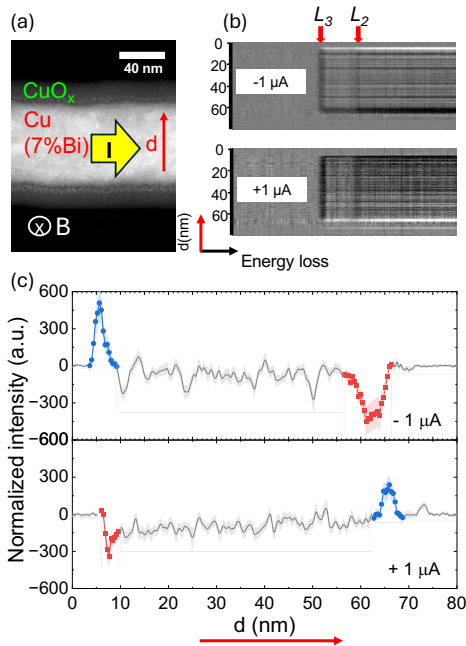 (a)
40 nm
CuOx
Cu
(7%Bi)
I
d
B
(b)
L3
L2
0
20
40
60
-1 μA
0
20
40
60
80
+1 μA
d(nm)
Energy loss
(c)
Normalized intensity (a.u.)
600
300
0
−300
−600
- 1 μA
300
0
−300
−600
+ 1 μA
0
10
20
30
40
50
60
70
80
d (nm)